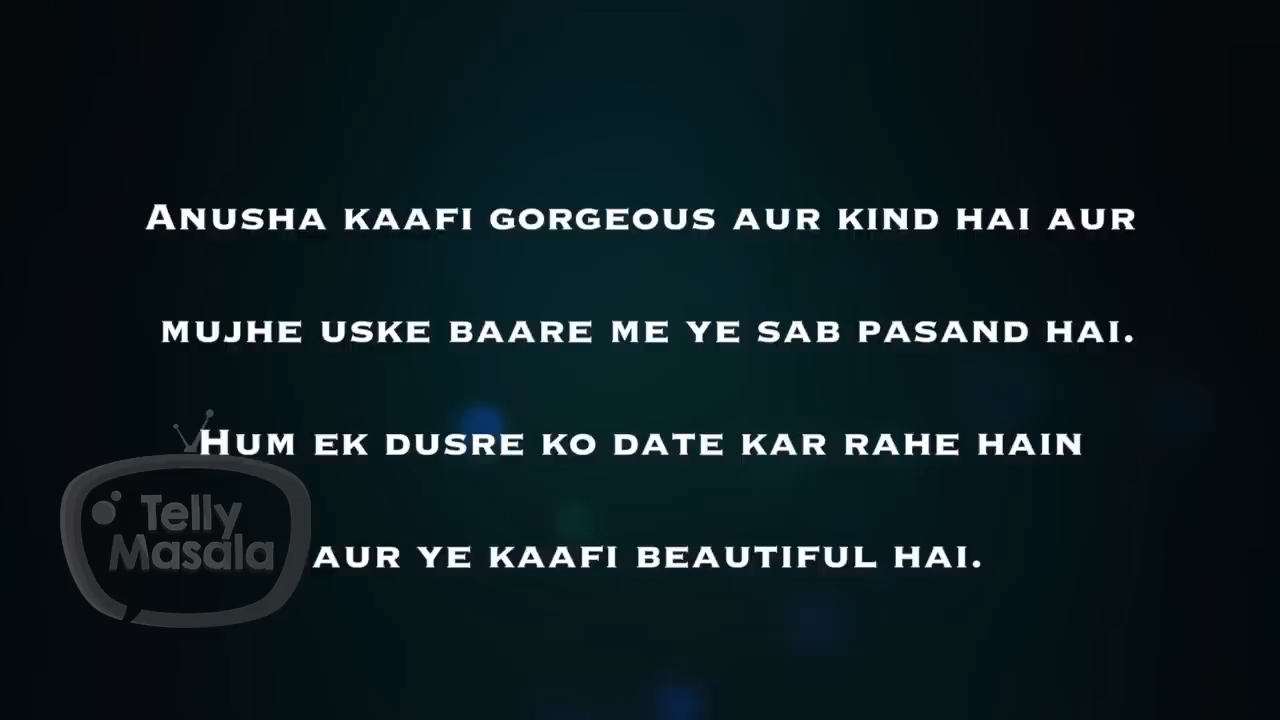 Anusha kaafi gorgeous aur kind hai aur
mujhe uske baare me ye sab pasand hai.
Hum ek dusre ko date kar rahe hain
aur ye kaafi beautiful hai.
Telly
Masala